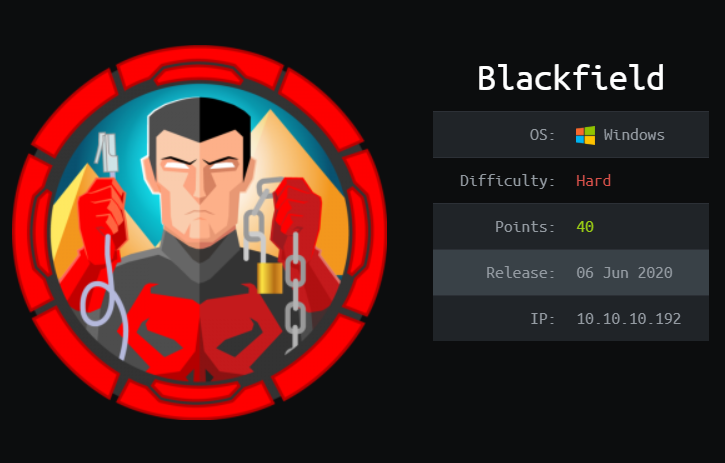 Blackfield
OS: Windows
Difficulty: Hard
Points: 40
Release: 06 Jun 2020
IP: 10.10.10.192